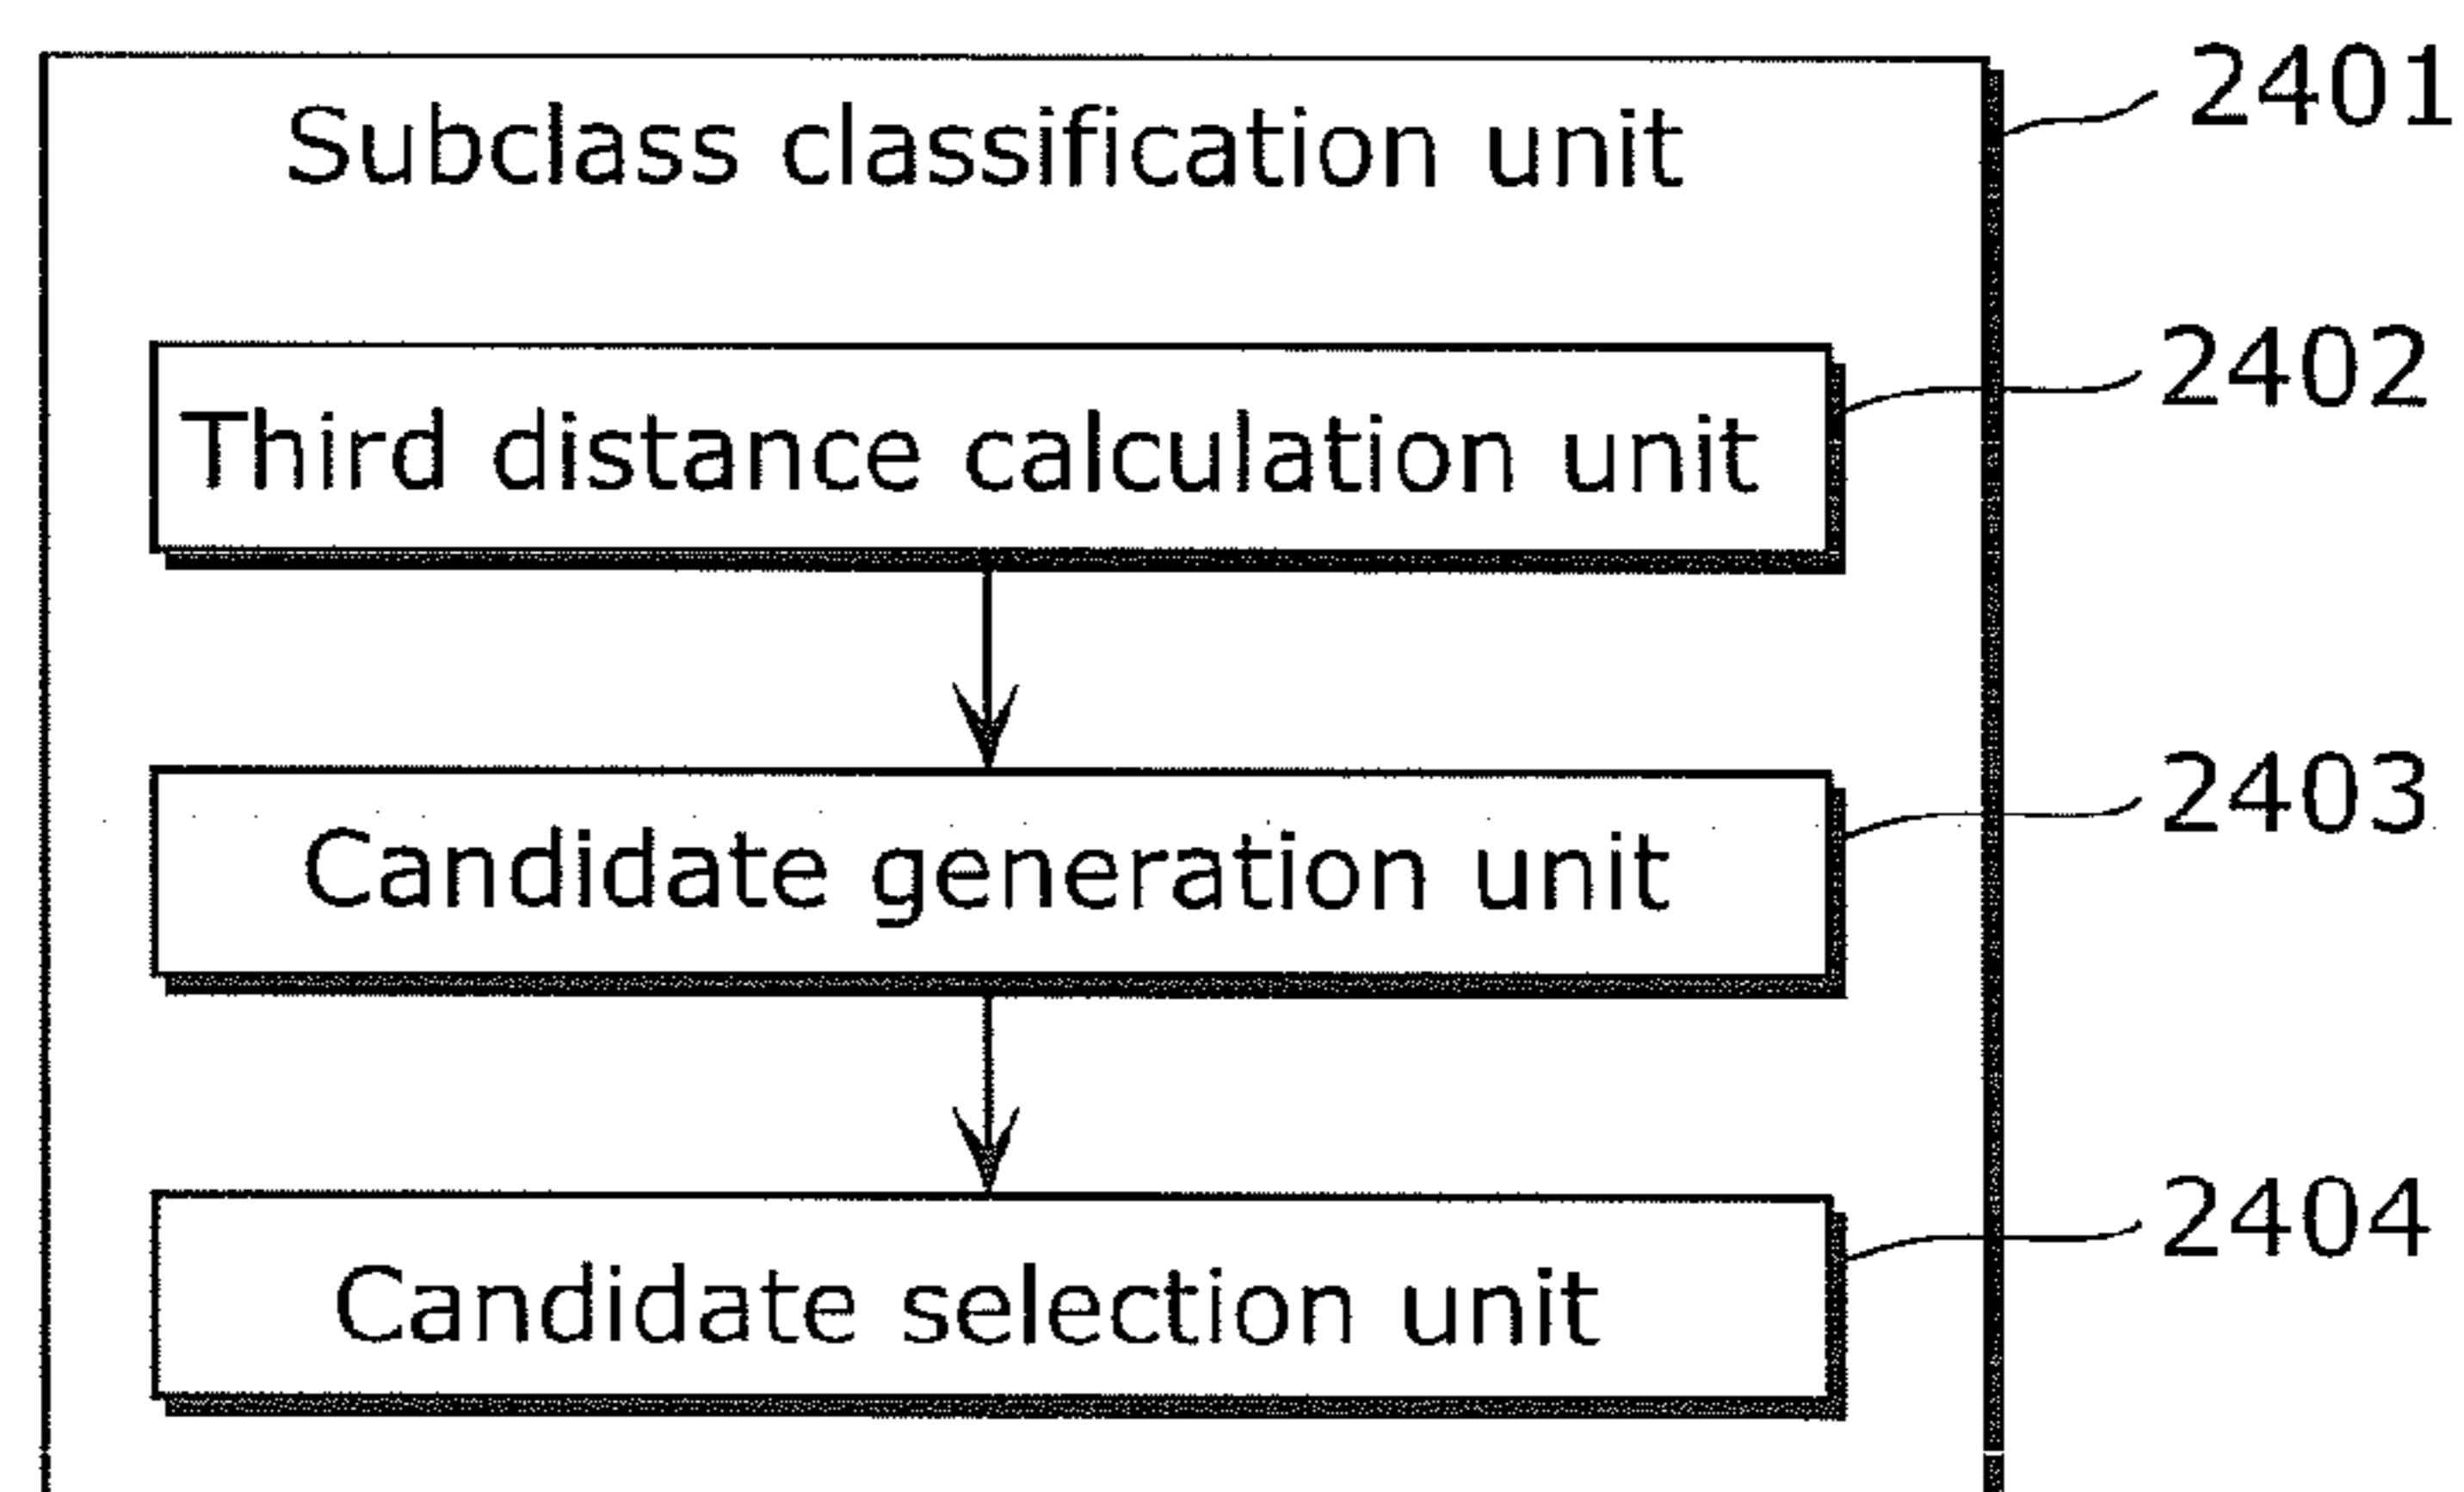 Subclass classification unit
2401
Third distance calculation unit
2402
Candidate generation unit
2403
Candidate selection unit
2404